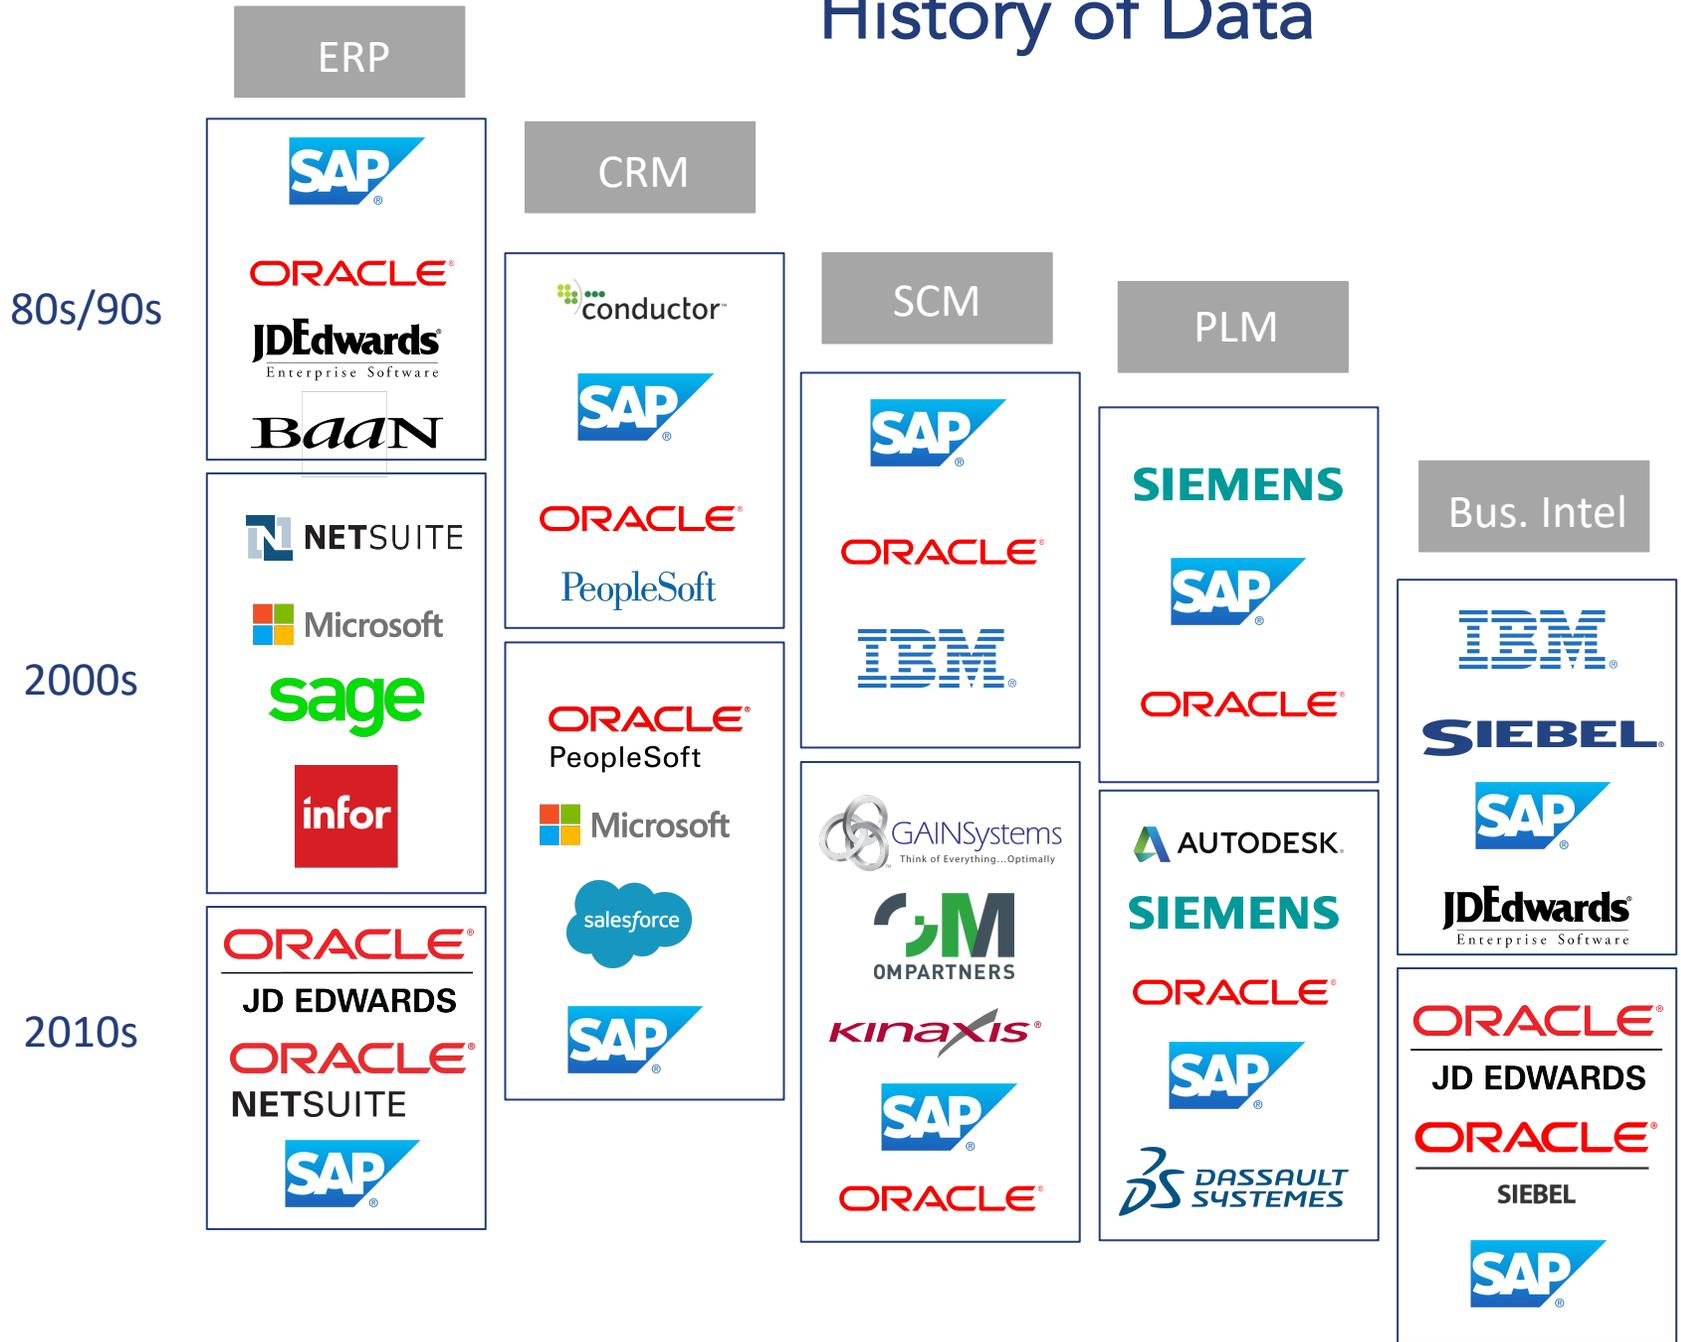 History of Data
ERP
SAP®
ORACLE®
JDEdwards®
Enterprise Software
BaaN
NETSUITE
Microsoft
sage
infor
ORACLE®
JD EDWARDS
ORACLE®
NETSUITE
SAP®
CRM
conductor™
SAP®
ORACLE®
PeopleSoft
ORACLE®
PeopleSoft
Microsoft
salesforce
SAP®
SCM
SAP®
ORACLE®
IBM®
GAINSystems
Think of Everything...Optimally
OM
OMPARTNERS
KINAXIS®
SAP®
ORACLE®
PLM
SIEMENS
SAP®
ORACLE®
AUTODESK®
SIEMENS
ORACLE®
SAP®
DASSAULT
SYSTEMES
Bus. Intel
IBM®
SIEBEL®
SAP®
JDEdwards®
Enterprise Software
ORACLE®
JD EDWARDS
ORACLE®
SIEBEL
SAP®
80s/90s
2000s
2010s